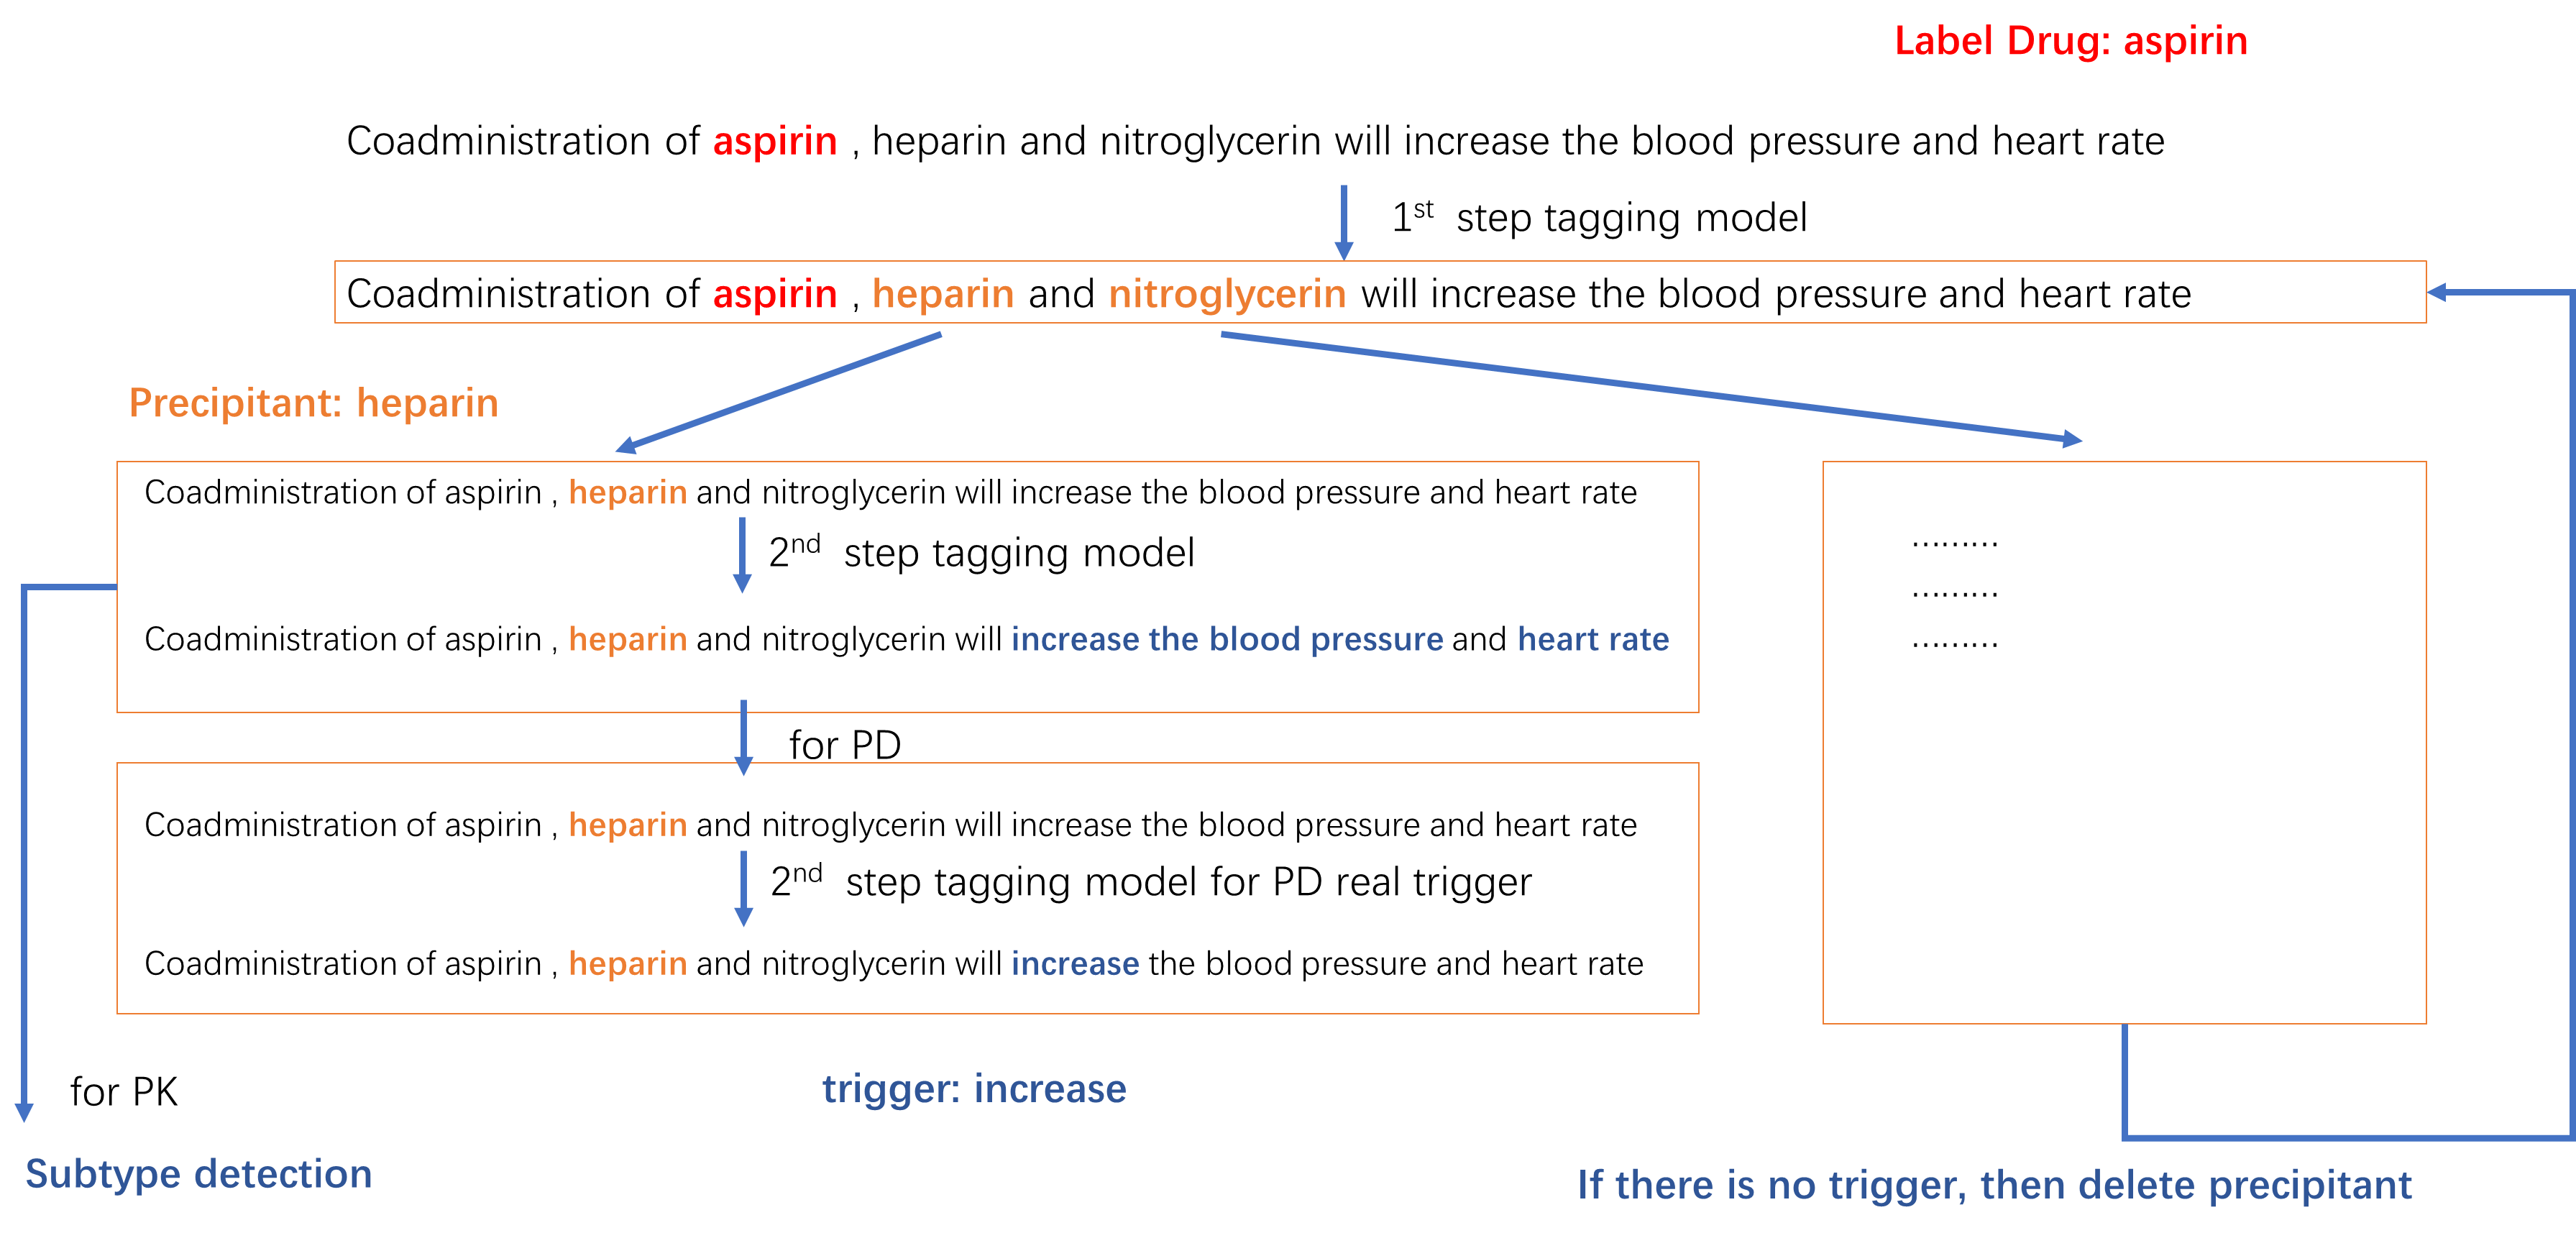 Label Drug: aspirin
Coadministration of aspirin , heparin and nitroglycerin will increase the blood pressure and heart rate
1st step tagging model
Coadministration of aspirin , heparin and nitroglycerin will increase the blood pressure and heart rate
Precipitant: heparin
Coadministration of aspirin , heparin and nitroglycerin will increase the blood pressure and heart rate
2nd step tagging model
Coadministration of aspirin , heparin and nitroglycerin will increase the blood pressure and heart rate
for PD
Coadministration of aspirin , heparin and nitroglycerin will increase the blood pressure and heart rate
2nd step tagging model for PD real trigger
Coadministration of aspirin , heparin and nitroglycerin will increase the blood pressure and heart rate
.........
.........
.........
for PK
trigger: increase
Subtype detection
If there is no trigger, then delete precipitant